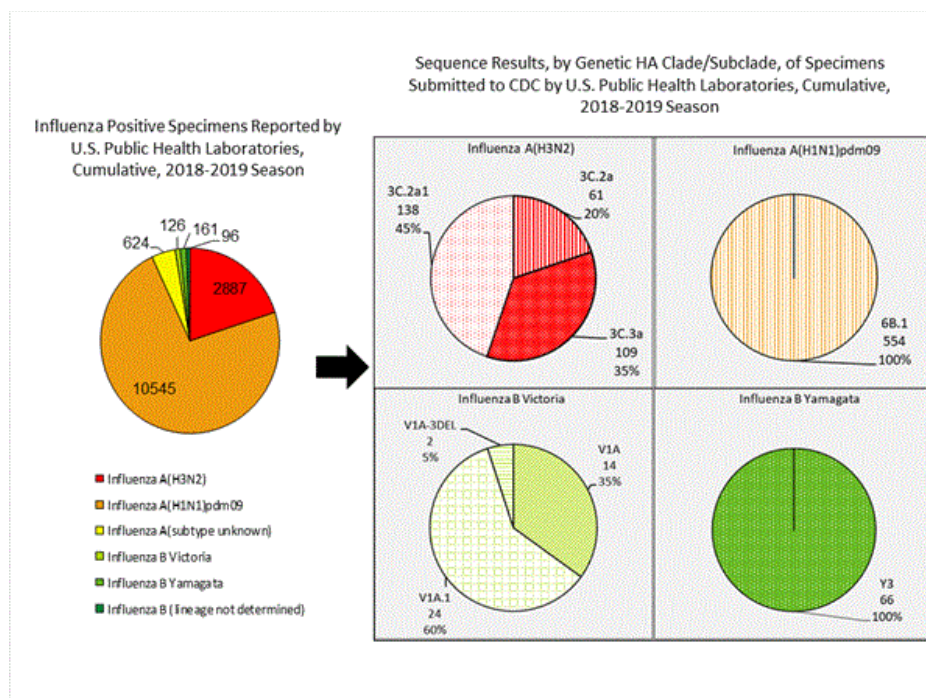 Influenza Positive Specimens Reported by
U.S. Public Health Laboratories,
Cumulative, 2018-2019 Season
126
161
96
624
2887
10545
Influenza A(H3N2)
Influenza A(H1N1)pdm09
Influenza A(subtype unknown)
Influenza B Victoria
Influenza B Yamagata
Influenza B (lineage not determined)
Sequence Results, by Genetic HA Clade/Subclade, of Specimens
Submitted to CDC by U.S. Public Health Laboratories, Cumulative,
2018-2019 Season
Influenza A(H3N2)
3C.2a1
138
45%
3C.2a
61
20%
3C.3a
109
35%
Influenza A(H1N1)pdm09
6B.1
554
100%
Influenza B Victoria
V1A-3DEL
2
5%
V1A
14
35%
V1A.1
24
60%
Influenza B Yamagata
Y3
66
100%